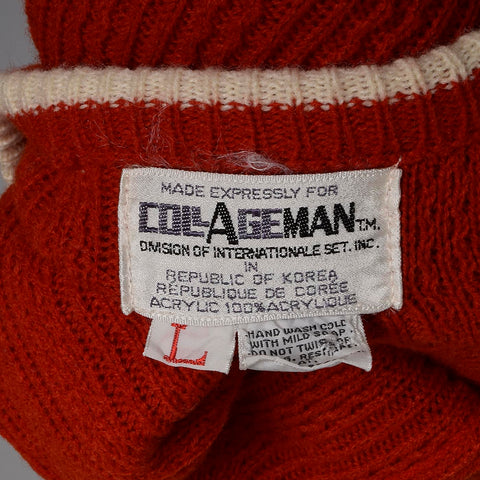 MADE EXPRESSLY FOR
COLLAGEMAN T.M.
DIVISION OF INTERNATIONALE SET. INC.
IN
REPUBLIC OF KOREA
RÉPUBLIQUE DE CORÉE
ACRYLIC 100% ACRYLIQUE
L
HAND WASH COLD
WITH MILD SOAP.
DO NOT TWIST